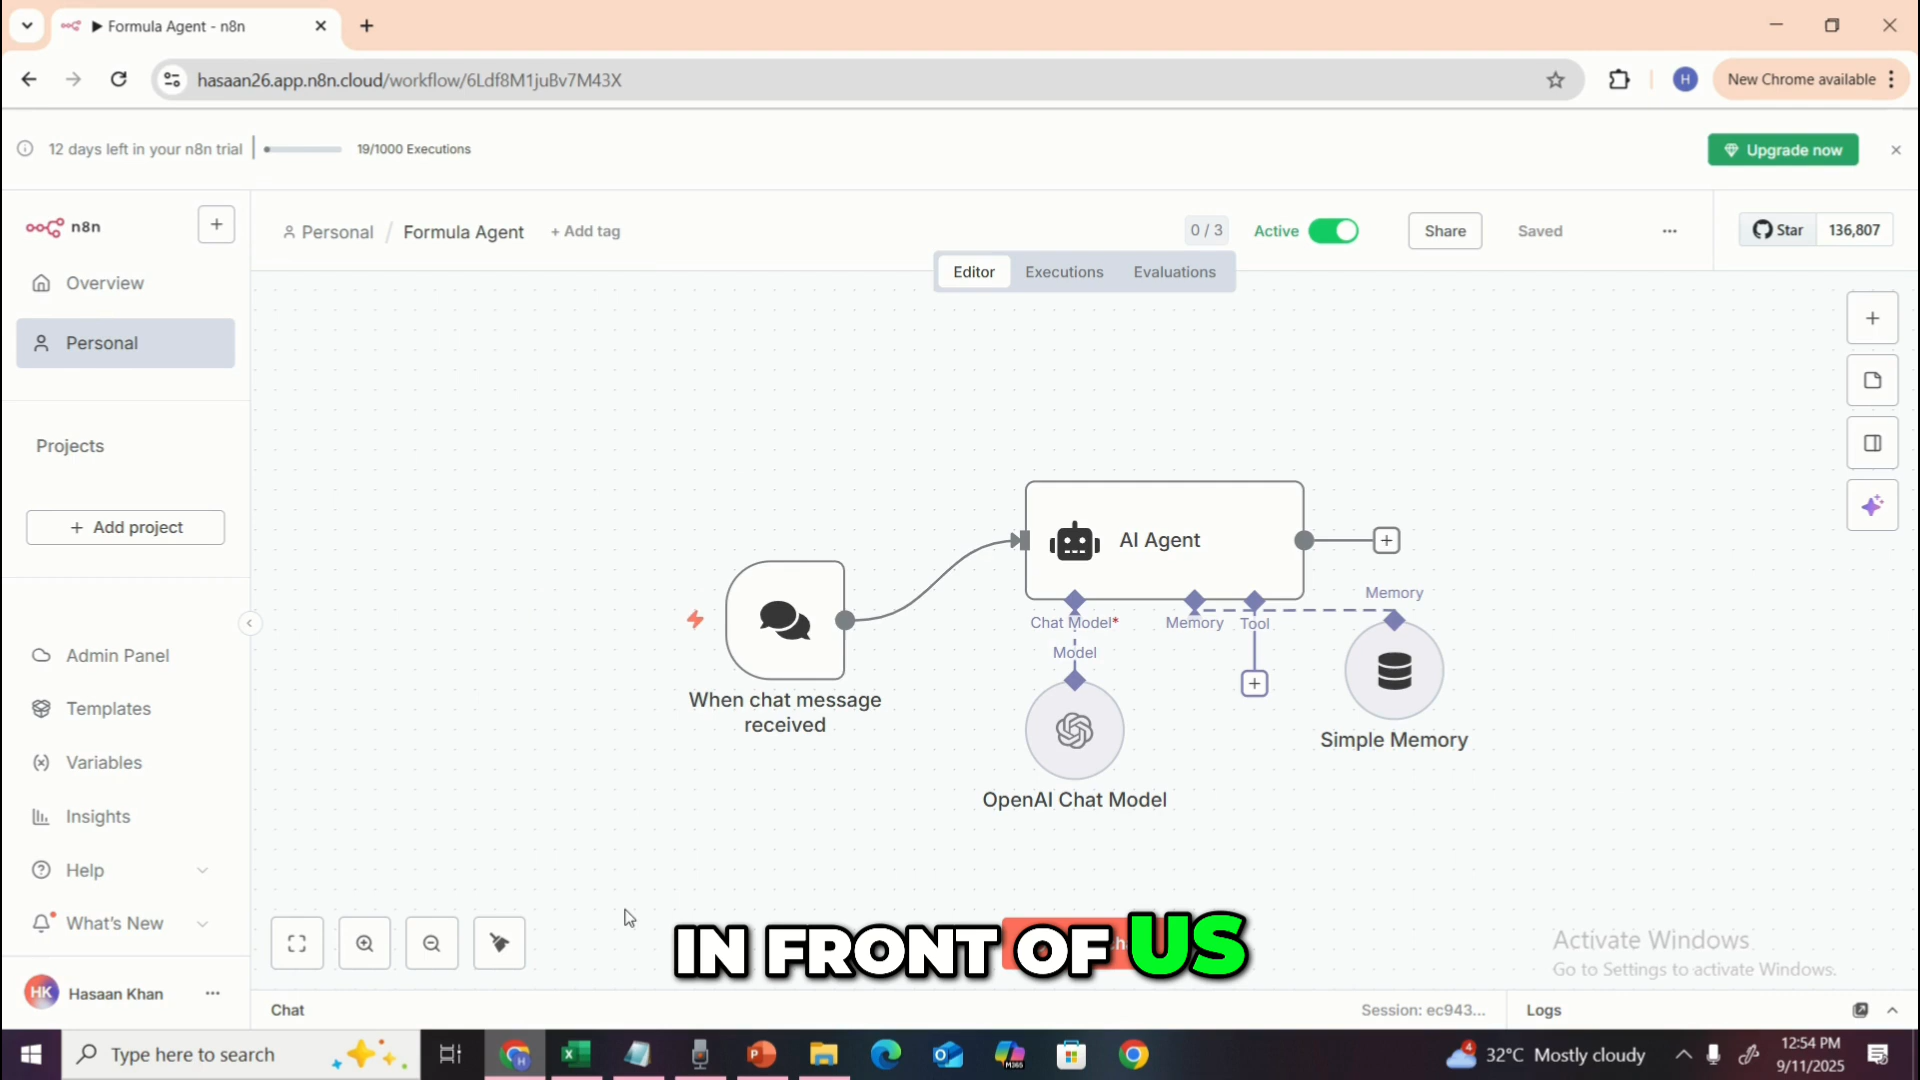 Formula Agent - n8n
hasaan26.app.n8n.cloud/workflow/6Ldf8M1juBv7M43X
H
New Chrome available
12 days left in your n8n trial
19/1000 Executions
Upgrade now
n8n
Personal / Formula Agent + Add tag
0 / 3
Active
Share
Saved
Star
136,807
Editor
Executions
Evaluations
Overview
Personal
Projects
+ Add project
Admin Panel
Templates
Variables
Insights
Help
What's New
HK
Hasaan Khan
AI Agent
Chat Model*
Memory
Tool
Memory
Model
When chat message
received
OpenAI Chat Model
Simple Memory
IN FRONT OF US
Activate Windows
Go to Settings to activate Windows.
Chat
Session: ec943...
Logs
Type here to search
H
M365
4
32°C Mostly cloudy
12:54 PM
9/11/2025